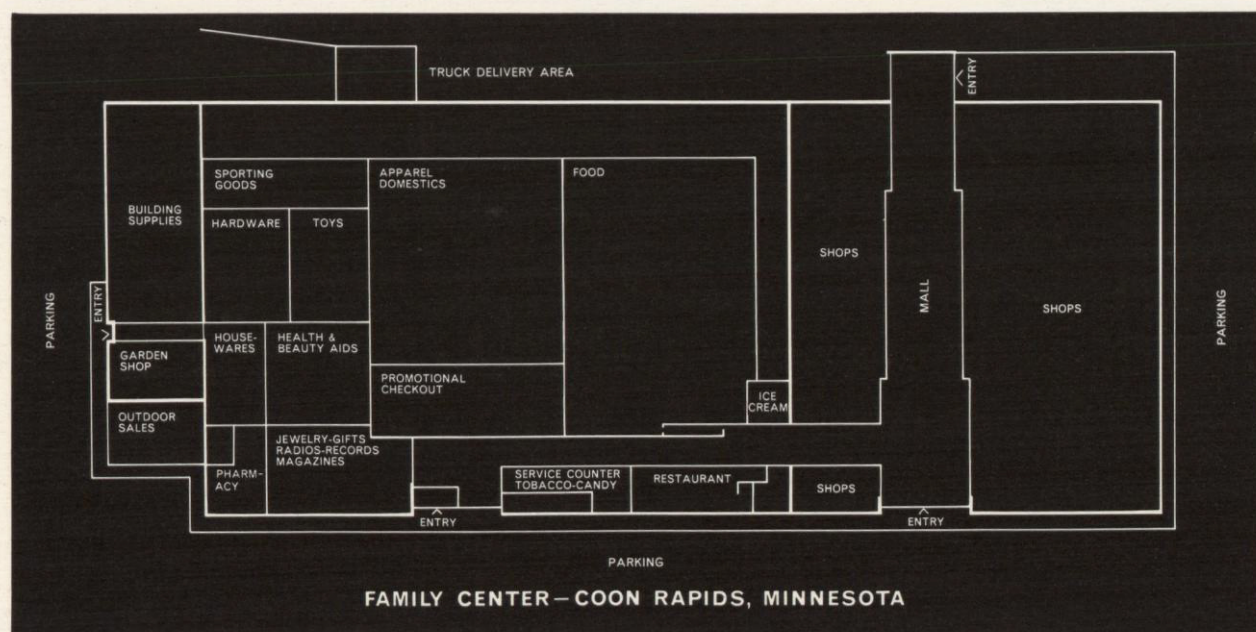 TRUCK DELIVERY AREA
ENTRY
SPORTING
GOODS
APPAREL
DOMESTICS
FOOD
BUILDING
SUPPLIES
HARDWARE
TOYS
SHOPS
MALL
SHOPS
PARKING
ENTRY
PARKING
HOUSE-
WARES
HEALTH &
BEAUTY AIDS
GARDEN
SHOP
PROMOTIONAL
CHECKOUT
ICE
CREAM
OUTDOOR
SALES
JEWELRY-GIFTS
RADIOS-RECORDS
MAGAZINES
PHARM-
ACY
SERVICE COUNTER
TOBACCO-CANDY
RESTAURANT
SHOPS
ENTRY
ENTRY
PARKING
FAMILY CENTER—COON RAPIDS, MINNESOTA